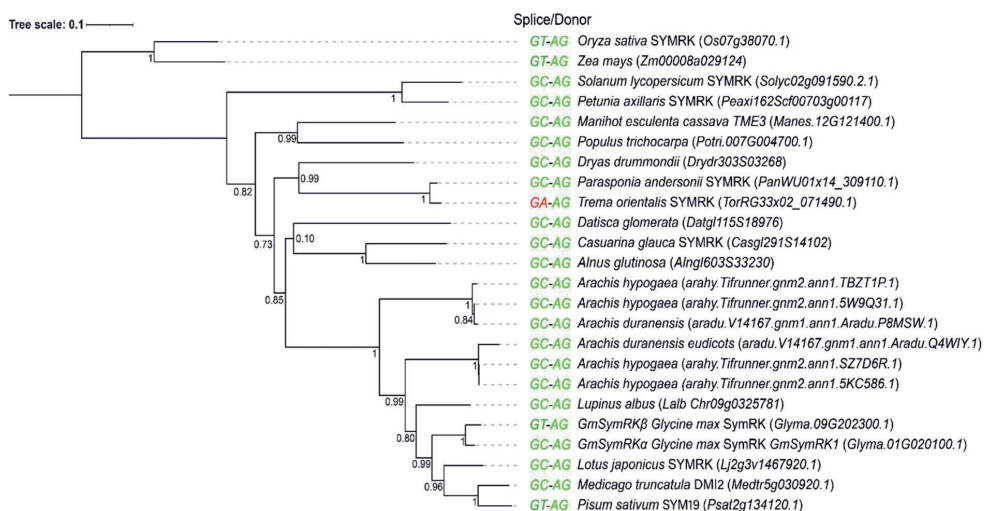 Splice/Donor
Tree scale: 0.1
GT-AG Oryza sativa SYMRK (Os07g38070.1)
1
GT-AG Zea mays (Zm00008a029124)
GC-AG Solanum lycopersicum SYMRK (Solyc02g091590.2.1)
1
GC-AG Petunia axillaris SYMRK (Peaxi162Scf00703g00117)
GC-AG Manihot esculenta cassava TME3 (Manes.12G121400.1)
0.99
GC-AG Populus trichocarpa (Potri.007G004700.1)
GC-AG Dryas drummondii (Drydr303S03268)
0.82
0.99
GC-AG Parasponia andersonii SYMRK (PanWU01x14_309110.1)
1
GA-AG Trema orientalis SYMRK (TorRG33x02_071490.1)
GC-AG Datisca glomerata (Datgl115S18976)
0.73
0.10
GC-AG Casuarina glauca SYMRK (Casgl291S14102)
1
GC-AG Alnus glutinosa (Alngl603S33230)
0.85
GC-AG Arachis hypogaea (arahy.Tifrunner.gnm2.ann1.TBZT1P.1)
1
GC-AG Arachis hypogaea (arahy.Tifrunner.gnm2.ann1.5W9Q31.1)
0.84
GC-AG Arachis duranensis (aradu.V14167.gnm1.ann1.Aradu.P8MSW.1)
1
GC-AG Arachis duranensis eudicots (aradu.V14167.gnm1.ann1.Aradu.Q4WIY.1)
1
GC-AG Arachis hypogaea (arahy.Tifrunner.gnm2.ann1.SZ7D6R.1)
GC-AG Arachis hypogaea (arahy.Tifrunner.gnm2.ann1.5KC586.1)
0.99
GC-AG Lupinus albus (Lalb Chr09g0325781)
0.80
GT-AG GmSymRKβ Glycine max SymRK (Glyma.09G202300.1)
1
GC-AG GmSymRKα Glycine max SymRK GmSymRK1 (Glyma.01G020100.1)
0.99
GC-AG Lotus japonicus SYMRK (Lj2g3v1467920.1)
0.96
GC-AG Medicago truncatula DMI2 (Medtr5g030920.1)
1
GT-AG Pisum sativum SYM19 (Psat2g134120.1)